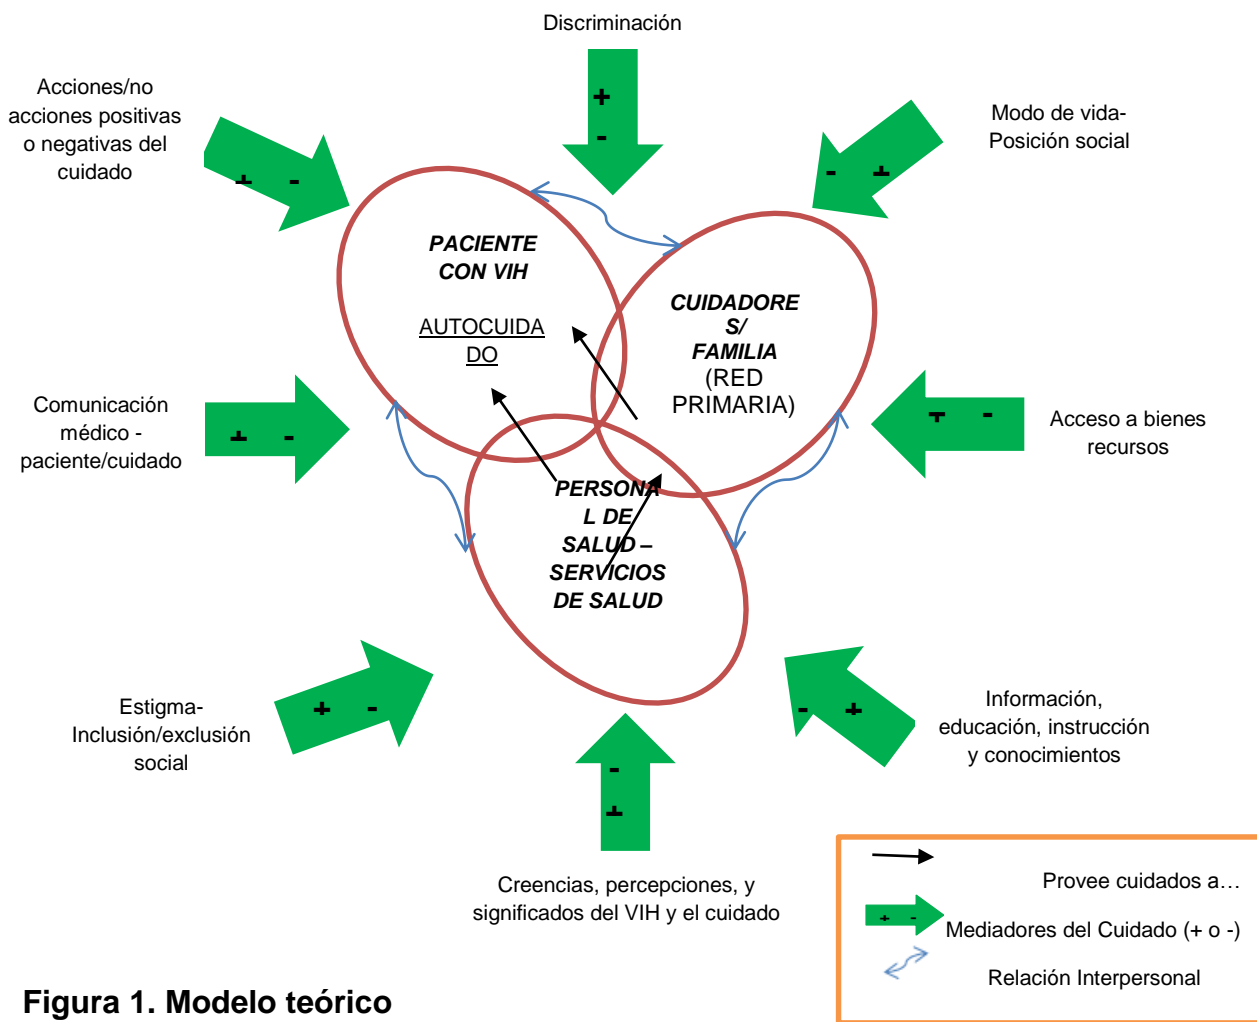 Discriminación
Acciones/no
acciones positivas
o negativas del
cuidado
+ -
+
-
Modo de vida-
Posición social
- +
PACIENTE
CON VIH
AUTOCUIDA
DO
CUIDADORE
S/
FAMILIA
(RED
PRIMARIA)
Comunicación
médico -
paciente/cuidado
+ -
+ -
Acceso a bienes
recursos
PERSONA
L DE
SALUD –
SERVICIOS
DE SALUD
Estigma-
Inclusión/exclusión
social
+ -
- +
Información,
educación, instrucción
y conocimientos
-
+
Creencias, percepciones, y
significados del VIH y el cuidado
Provee cuidados a…
+ -
Mediadores del Cuidado (+ o -)
Relación Interpersonal
Figura 1. Modelo teórico